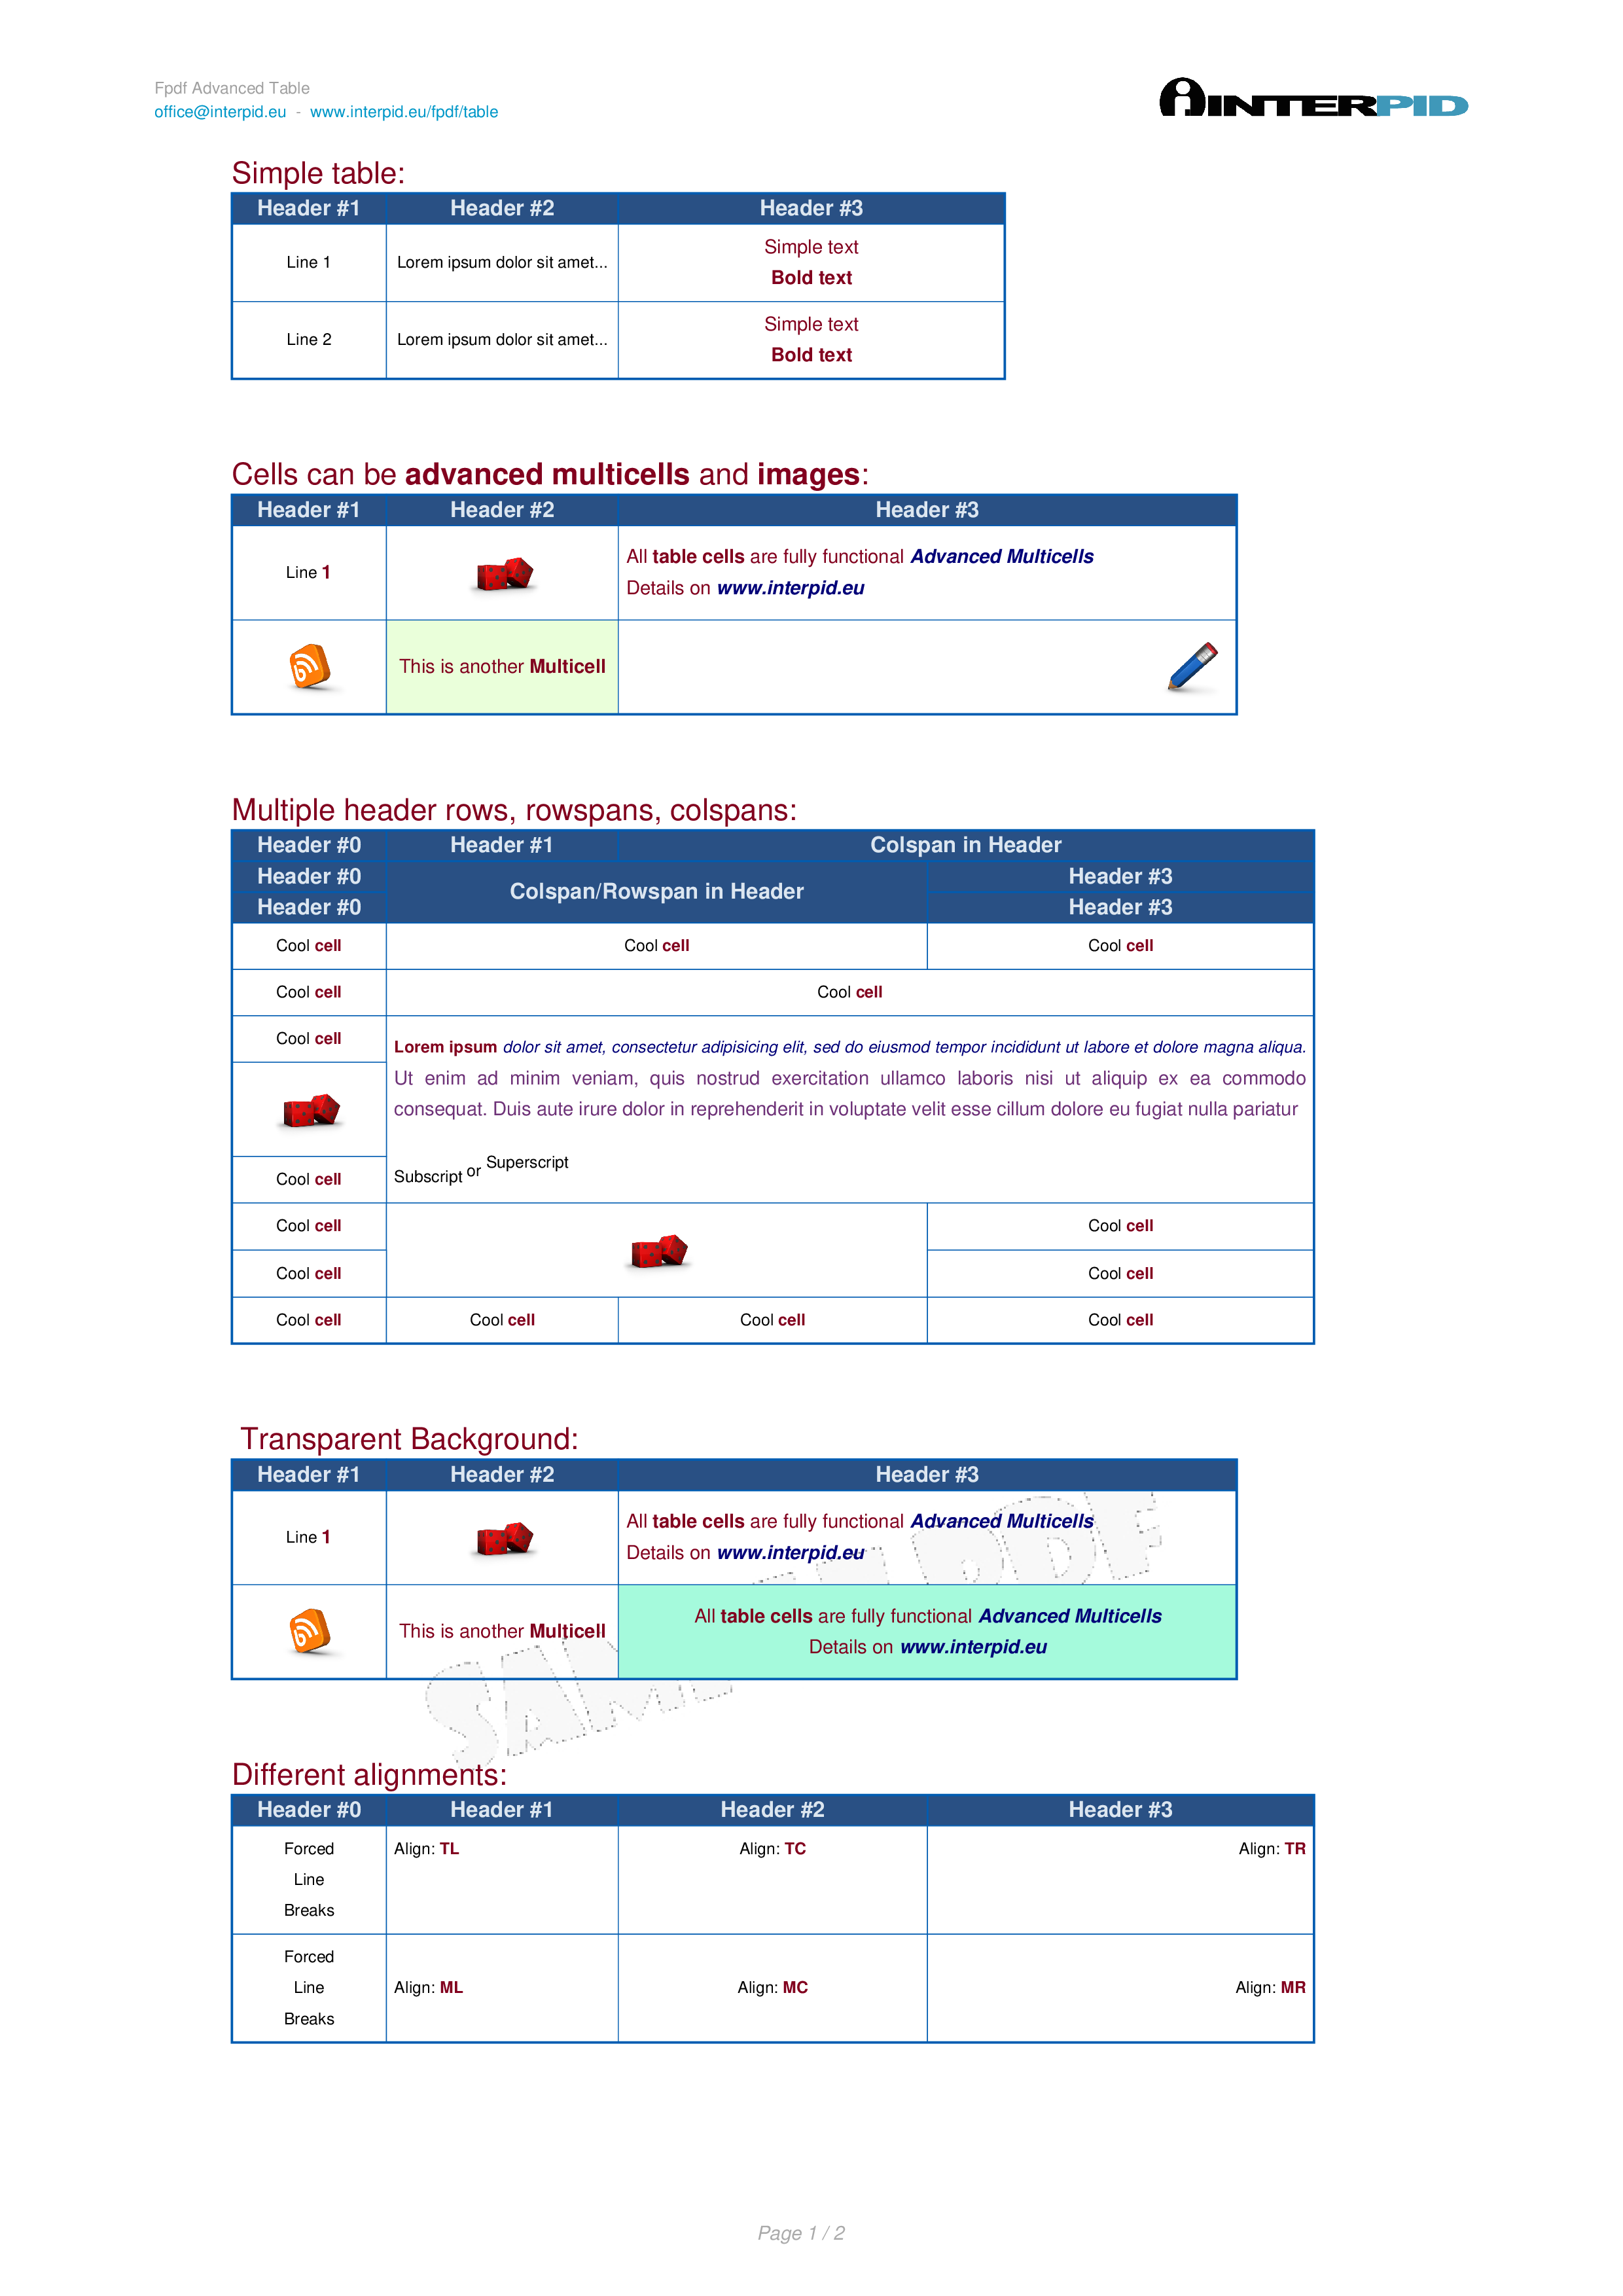 Fpdf Advanced Table
office@interpid.eu - www.interpid.eu/fpdf/table
INTERPID
Simple table:
Header #1 Header #2 Header #3
Line 1 Lorem ipsum dolor sit amet... Simple text
Bold text
Line 2 Lorem ipsum dolor sit amet... Simple text
Bold text
Cells can be advanced multicells and images:
Header #1 Header #2 Header #3
Line 1 All table cells are fully functional Advanced Multicells
Details on www.interpid.eu
This is another Multicell
Multiple header rows, rowspans, colspans:
Header #0 Header #1 Colspan in Header
Header #0 Colspan/Rowspan in Header Header #3
Header #0 Header #3
Cool cell Cool cell Cool cell
Cool cell Cool cell
Cool cell
Lorem ipsum dolor sit amet, consectetur adipisicing elit, sed do eiusmod tempor incididunt ut labore et dolore magna aliqua.
Ut enim ad minim veniam, quis nostrud exercitation ullamco laboris nisi ut aliquip ex ea commodo
consequat. Duis aute irure dolor in reprehenderit in voluptate velit esse cillum dolore eu fugiat nulla pariatur
Subscript or Superscript
Cool cell
Cool cell Cool cell
Cool cell Cool cell
Cool cell Cool cell Cool cell Cool cell
Transparent Background:
Header #1 Header #2 Header #3
Line 1 All table cells are fully functional Advanced Multicells
Details on www.interpid.eu
This is another Multicell All table cells are fully functional Advanced Multicells
Details on www.interpid.eu
Different alignments:
Header #0 Header #1 Header #2 Header #3
Forced Align: TL Align: TC Align: TR
Line
Breaks
Forced
Line Align: ML Align: MC Align: MR
Breaks
Page 1 / 2